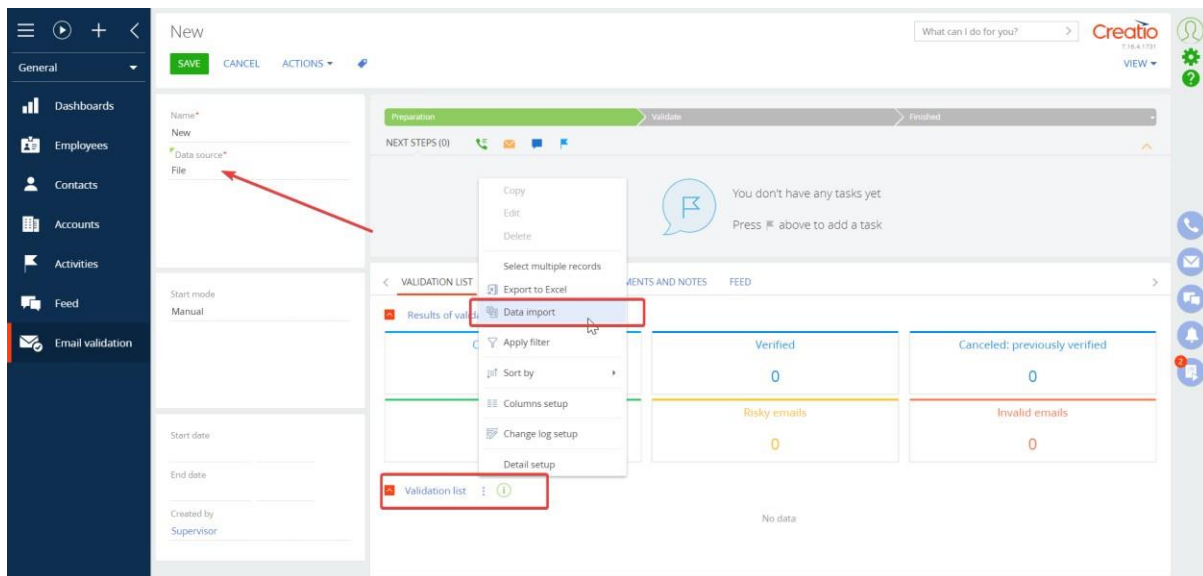 New
What can I do for you?
Creatio
7.16.4.1731
General
SAVE
CANCEL
ACTIONS
VIEW
Dashboards
Employees
Contacts
Accounts
Activities
Feed
Email validation
Name*
New
Data source*
File
Start mode
Manual
Start date
End date
Created by
Supervisor
Preparation
Validate
Finished
NEXT STEPS (0)
You don't have any tasks yet
Press above to add a task
Copy
Edit
Delete
Select multiple records
Export to Excel
Data import
Apply filter
Sort by
Columns setup
Change log setup
Detail setup
VALIDATION LIST
AND NOTES
FEED
Results of
Verified
0
Canceled: previously verified
0
Risky emails
0
Invalid emails
0
Validation list
No data
2